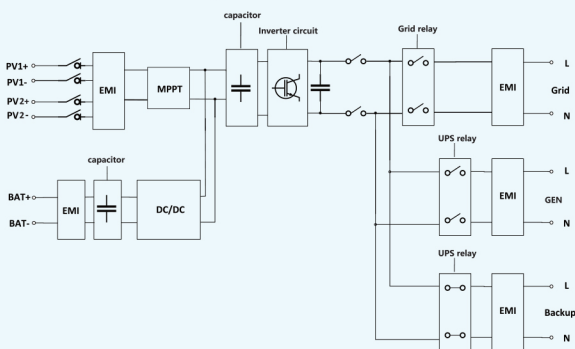 capacitor
Inverter circuit
Grid relay
PV1+
PV1-
PV2+
PV2-
EMI
MPPT
EMI
L
Grid
N
capacitor
BAT+
BAT-
EMI
DC/DC
UPS relay
EMI
L
GEN
N
UPS relay
EMI
L
Backup
N